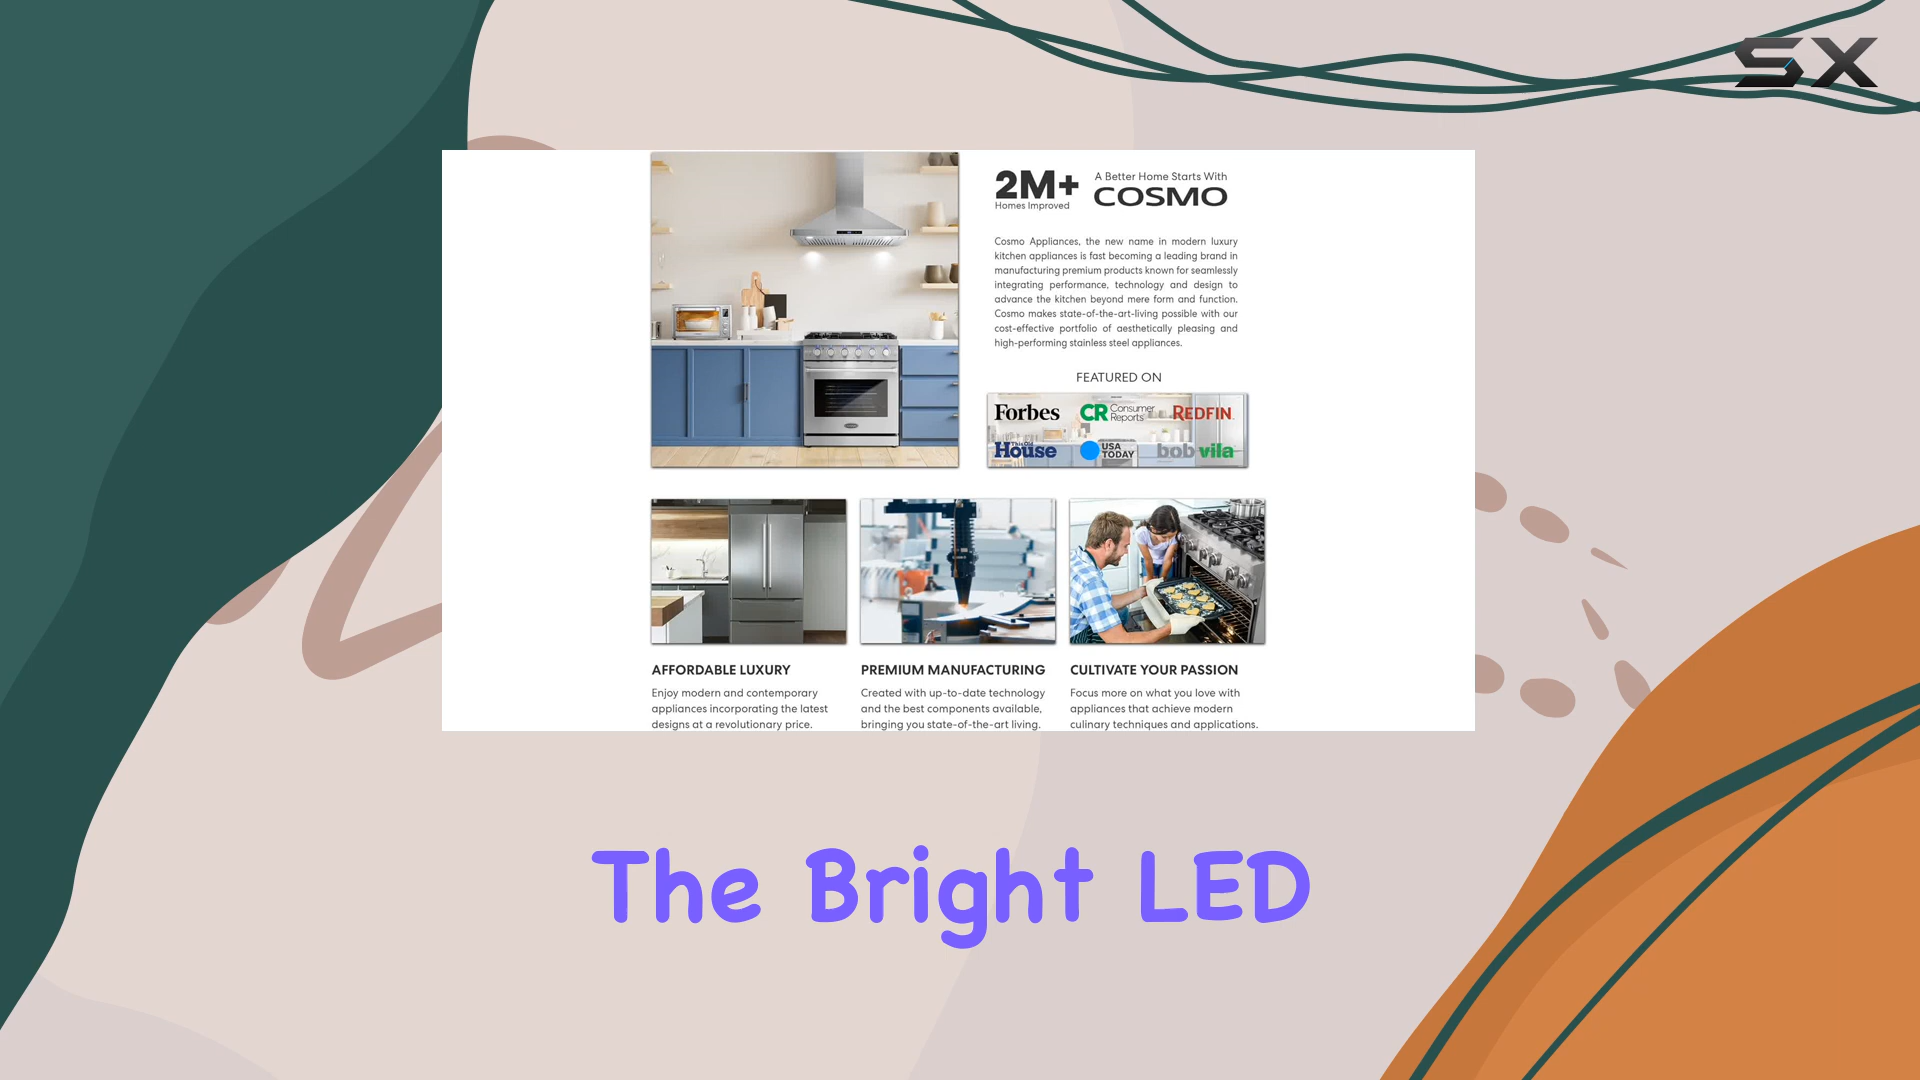 SX
2M+
Homes Improved
A Better Home Starts With
COSMO
Cosmo Appliances, the new name in modern luxury
kitchen appliances is fast becoming a leading brand in
manufacturing premium products known for seamlessly
integrating performance, technology and design to
advance the kitchen beyond mere form and function.
Cosmo makes state-of-the-art-living possible with our
cost-effective portfolio of aesthetically pleasing and
high-performing stainless steel appliances.
FEATURED ON
Forbes
CR Consumer
Reports
REDFIN
This Old
House
USA
TODAY
bob vila
AFFORDABLE LUXURY
Enjoy modern and contemporary
appliances incorporating the latest
designs at a revolutionary price.
PREMIUM MANUFACTURING
Created with up-to-date technology
and the best components available,
bringing you state-of-the-art living.
CULTIVATE YOUR PASSION
Focus more on what you love with
appliances that achieve modern
culinary techniques and applications.
The Bright LED